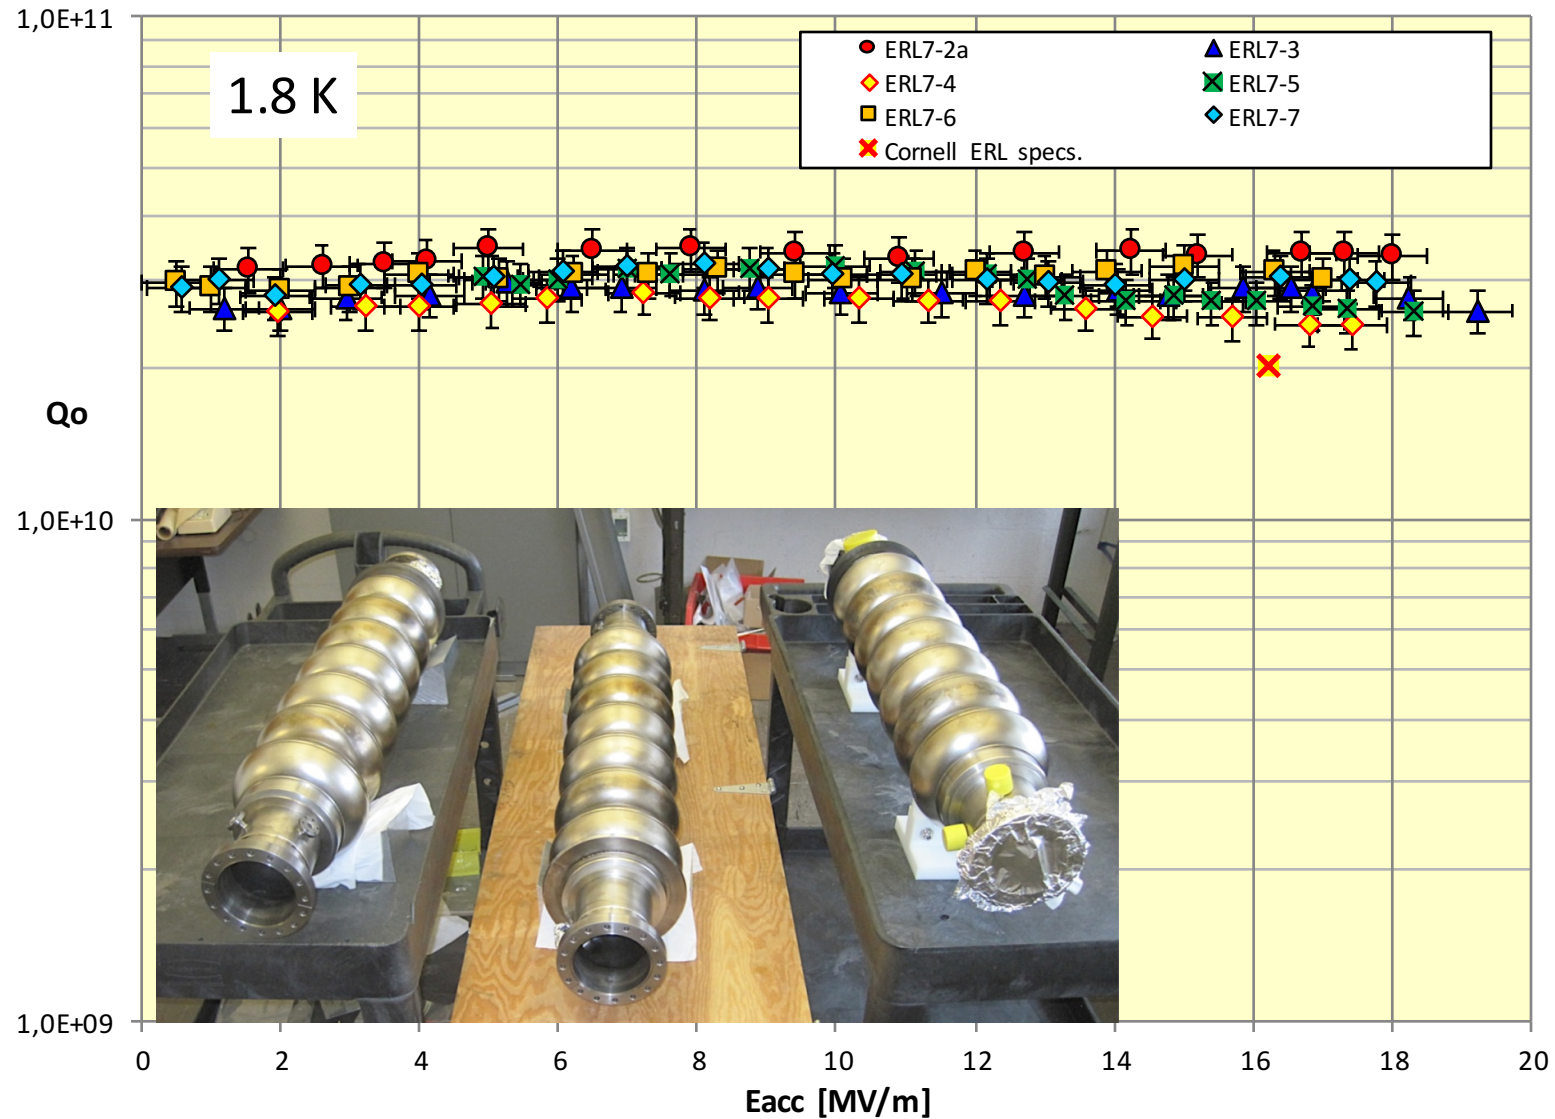 1,0E+11
1.8 K
ERL7-2a
ERL7-3
ERL7-4
ERL7-5
ERL7-6
ERL7-7
Cornell ERL specs.
Qo
1,0E+10
1,0E+09
0 2 4 6 8 10 12 14 16 18 20
Eacc [MV/m]